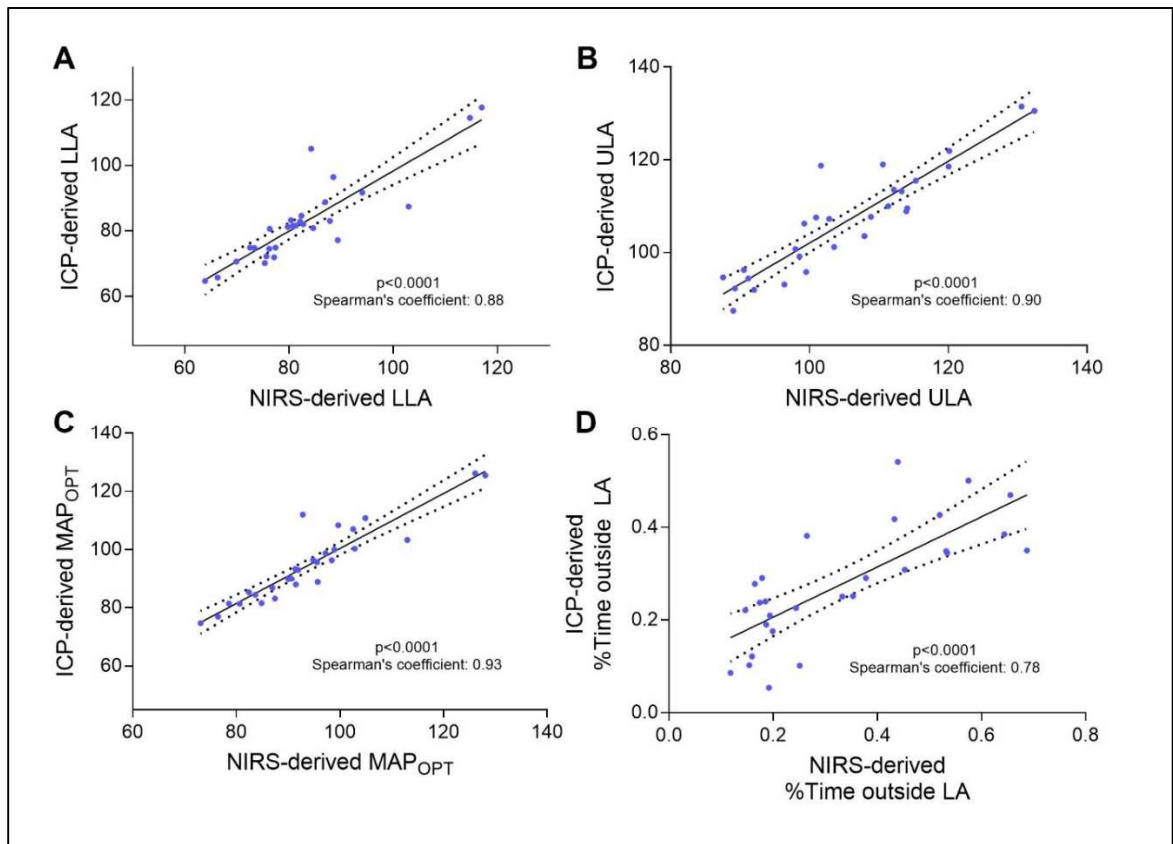 A
ICP-derived LLA
120
100
80
60
60
80
100
120
p<0.0001
Spearman's coefficient: 0.88
NIRS-derived LLA
B
ICP-derived ULA
140
120
100
80
80
100
120
140
p<0.0001
Spearman's coefficient: 0.90
NIRS-derived ULA
C
ICP-derived MAPOPT
140
120
100
80
60
60
80
100
120
140
p<0.0001
Spearman's coefficient: 0.93
NIRS-derived MAPOPT
D
ICP-derived
%Time outside LA
0.6
0.4
0.2
0.0
0.0
0.2
0.4
0.6
0.8
p<0.0001
Spearman's coefficient: 0.78
NIRS-derived
%Time outside LA